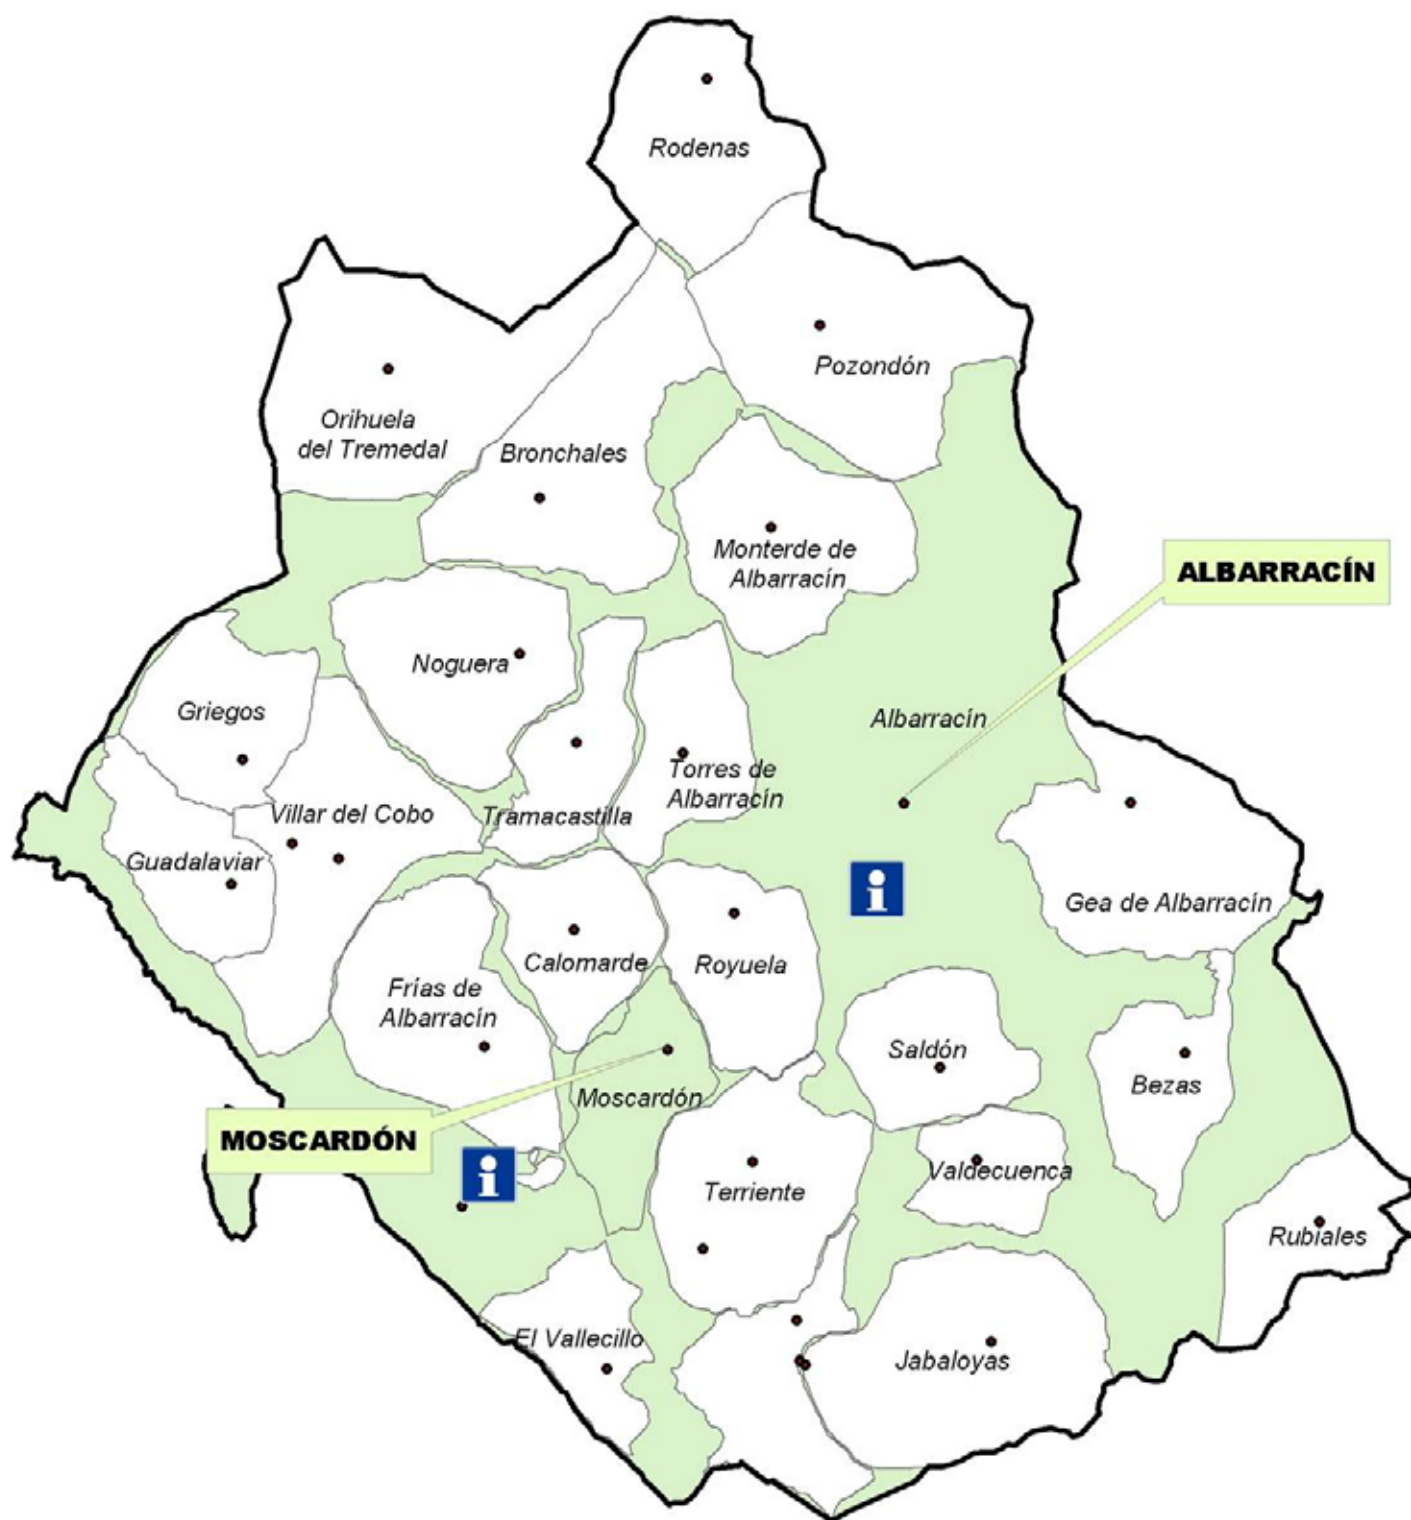 Rodenas
Pozondón
Orihuela
del Tremedal
Bronchales
Monterde de
Albarracín
ALBARRACÍN
Noguera
Griegos
Albarracín
Torres de
Albarracín
Villar del Cobo
Tramacastilla
Guadalaviar
Gea de Albarracín
Calomarde
Royuela
Frías de
Albarracín
Saldón
Bezas
Moscardón
MOSCARDÓN
Valdecuenca
Terriente
Rubiales
El Vallecillo
Jabaloyas